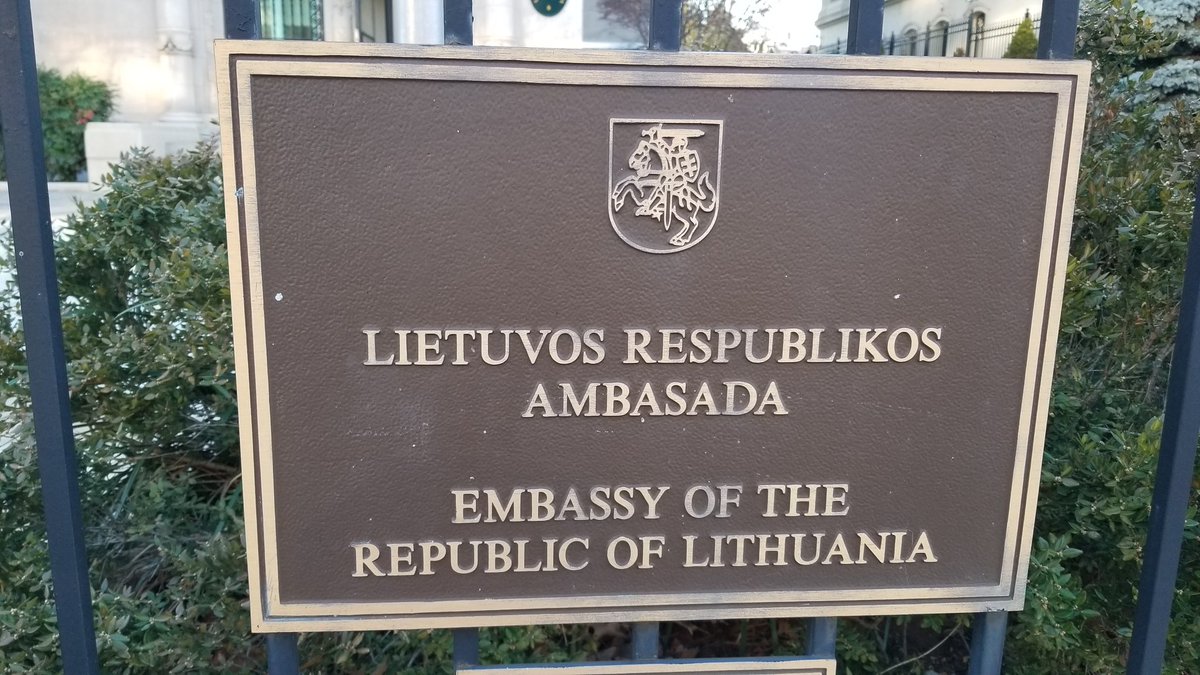 LIETUVOS RESPUBLIKOS
AMBASADA
EMBASSY OF THE
REPUBLIC OF LITHUANIA